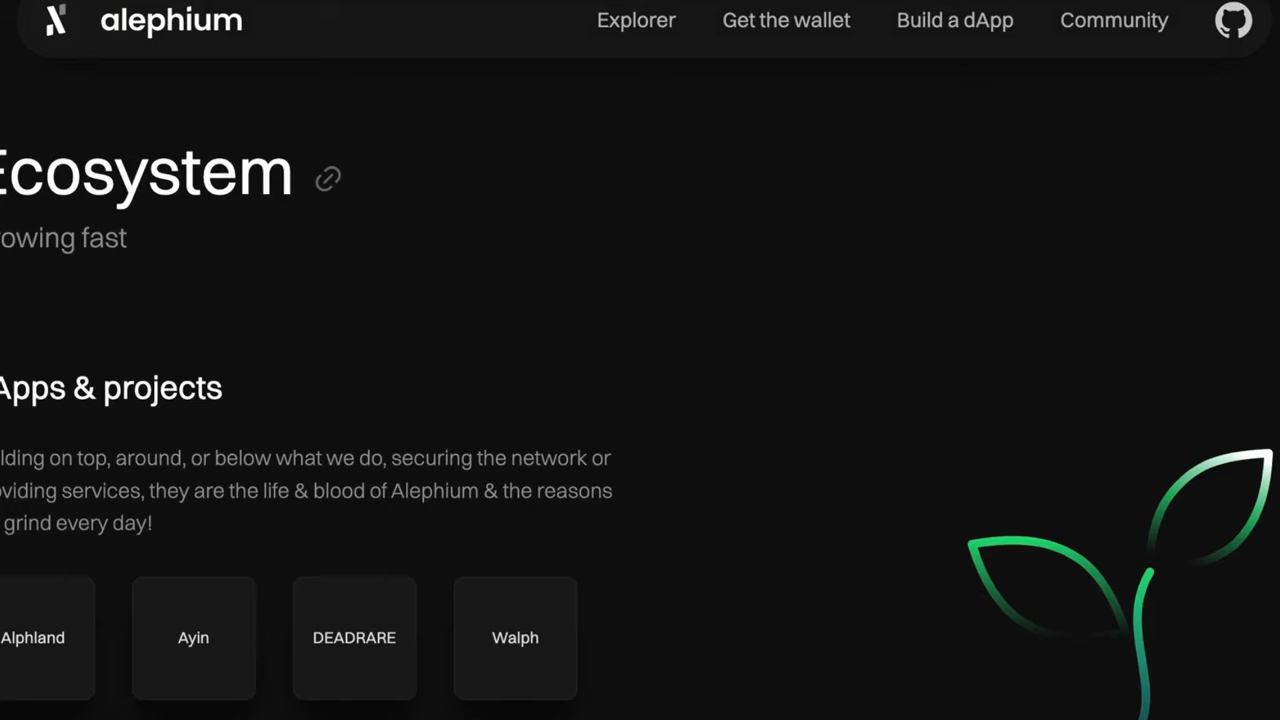 alephium
Explorer
Get the wallet
Build a dApp
Community
Ecosystem
rowing fast
Apps & projects
lding on top, around, or below what we do, securing the network or
oviding services, they are the life & blood of Alephium & the reasons
grind every day!
Alphland
Ayin
DEADRARE
Walph